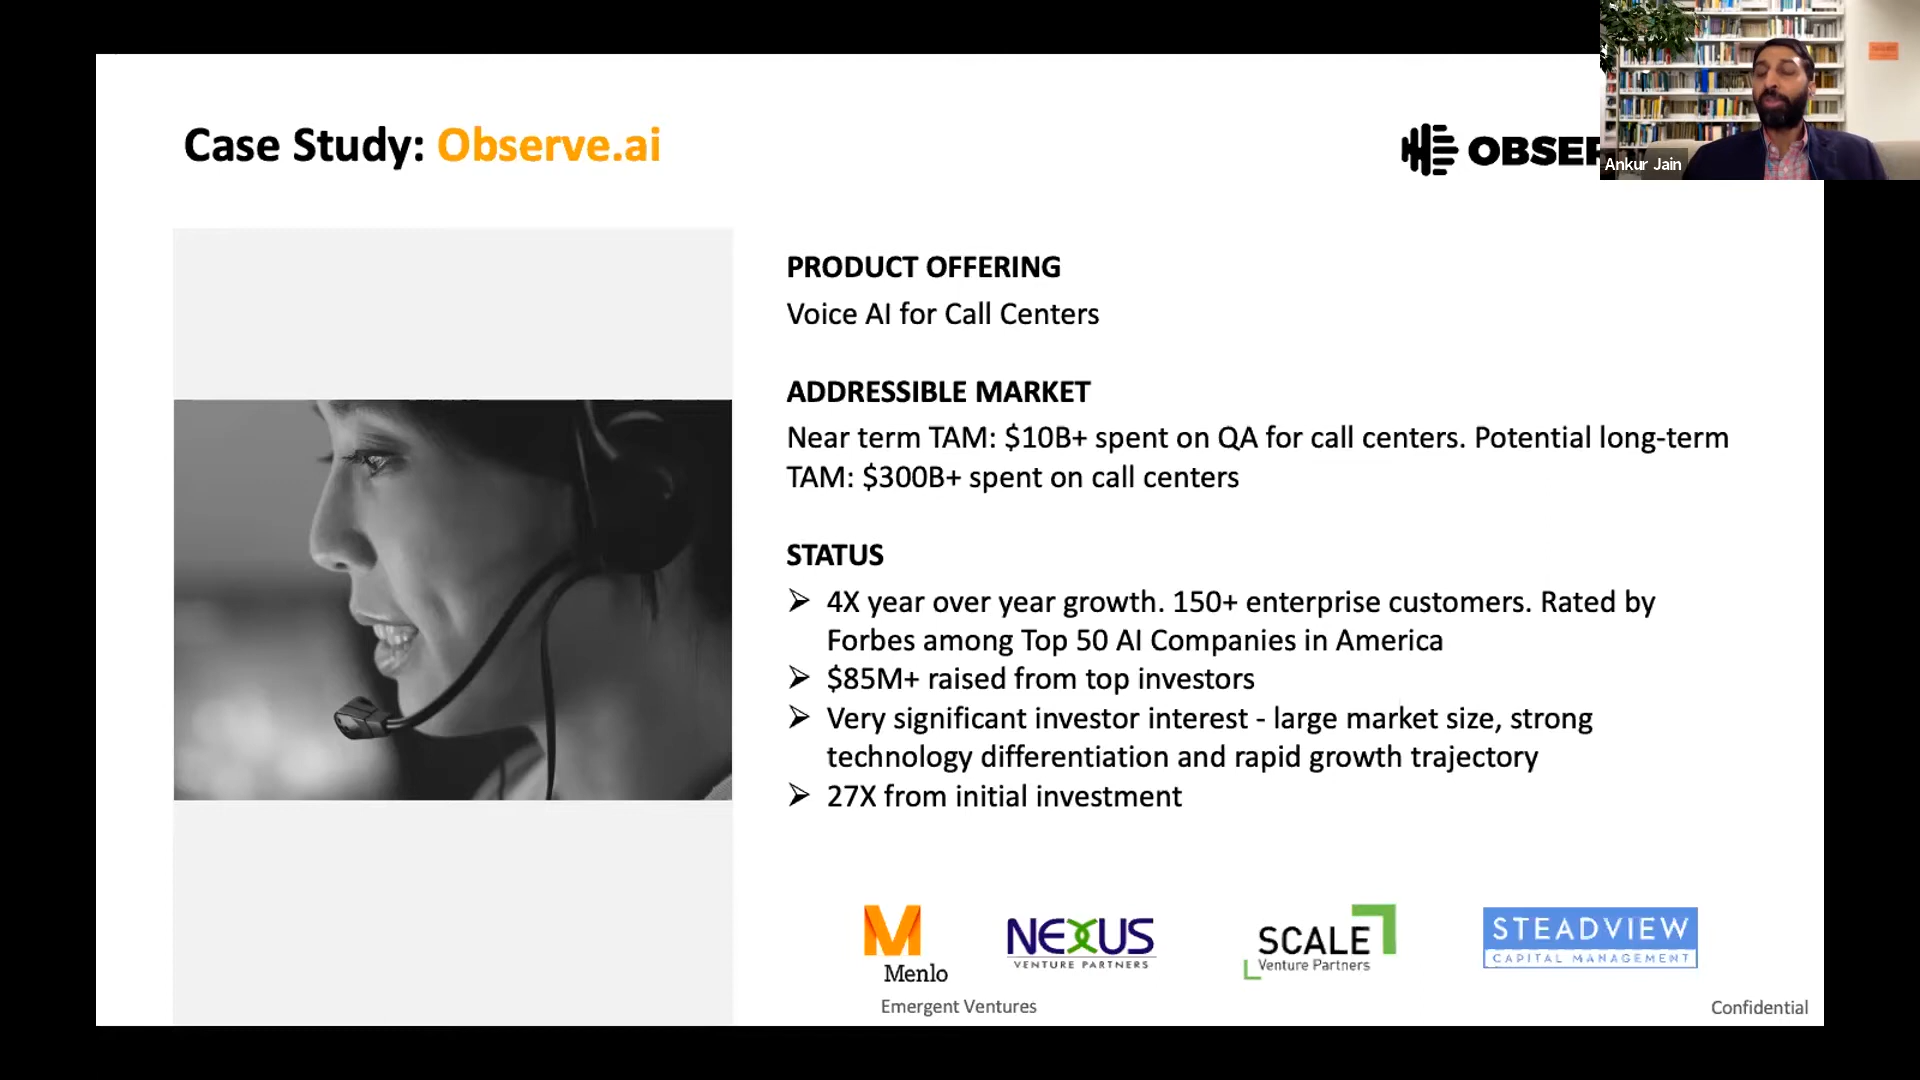 Case Study: Observe.ai
OBSER
Ankur Jain
PRODUCT OFFERING
Voice AI for Call Centers
ADDRESSIBLE MARKET
Near term TAM: $10B+ spent on QA for call centers. Potential long-term
TAM: $300B+ spent on call centers
STATUS
➢ 4X year over year growth. 150+ enterprise customers. Rated by
Forbes among Top 50 AI Companies in America
➢ $85M+ raised from top investors
➢ Very significant investor interest - large market size, strong
technology differentiation and rapid growth trajectory
➢ 27X from initial investment
Menlo
NEXUS
VENTURE PARTNERS
SCALE
Venture Partners
STEADVIEW
CAPITAL MANAGEMENT
Emergent Ventures
Confidential